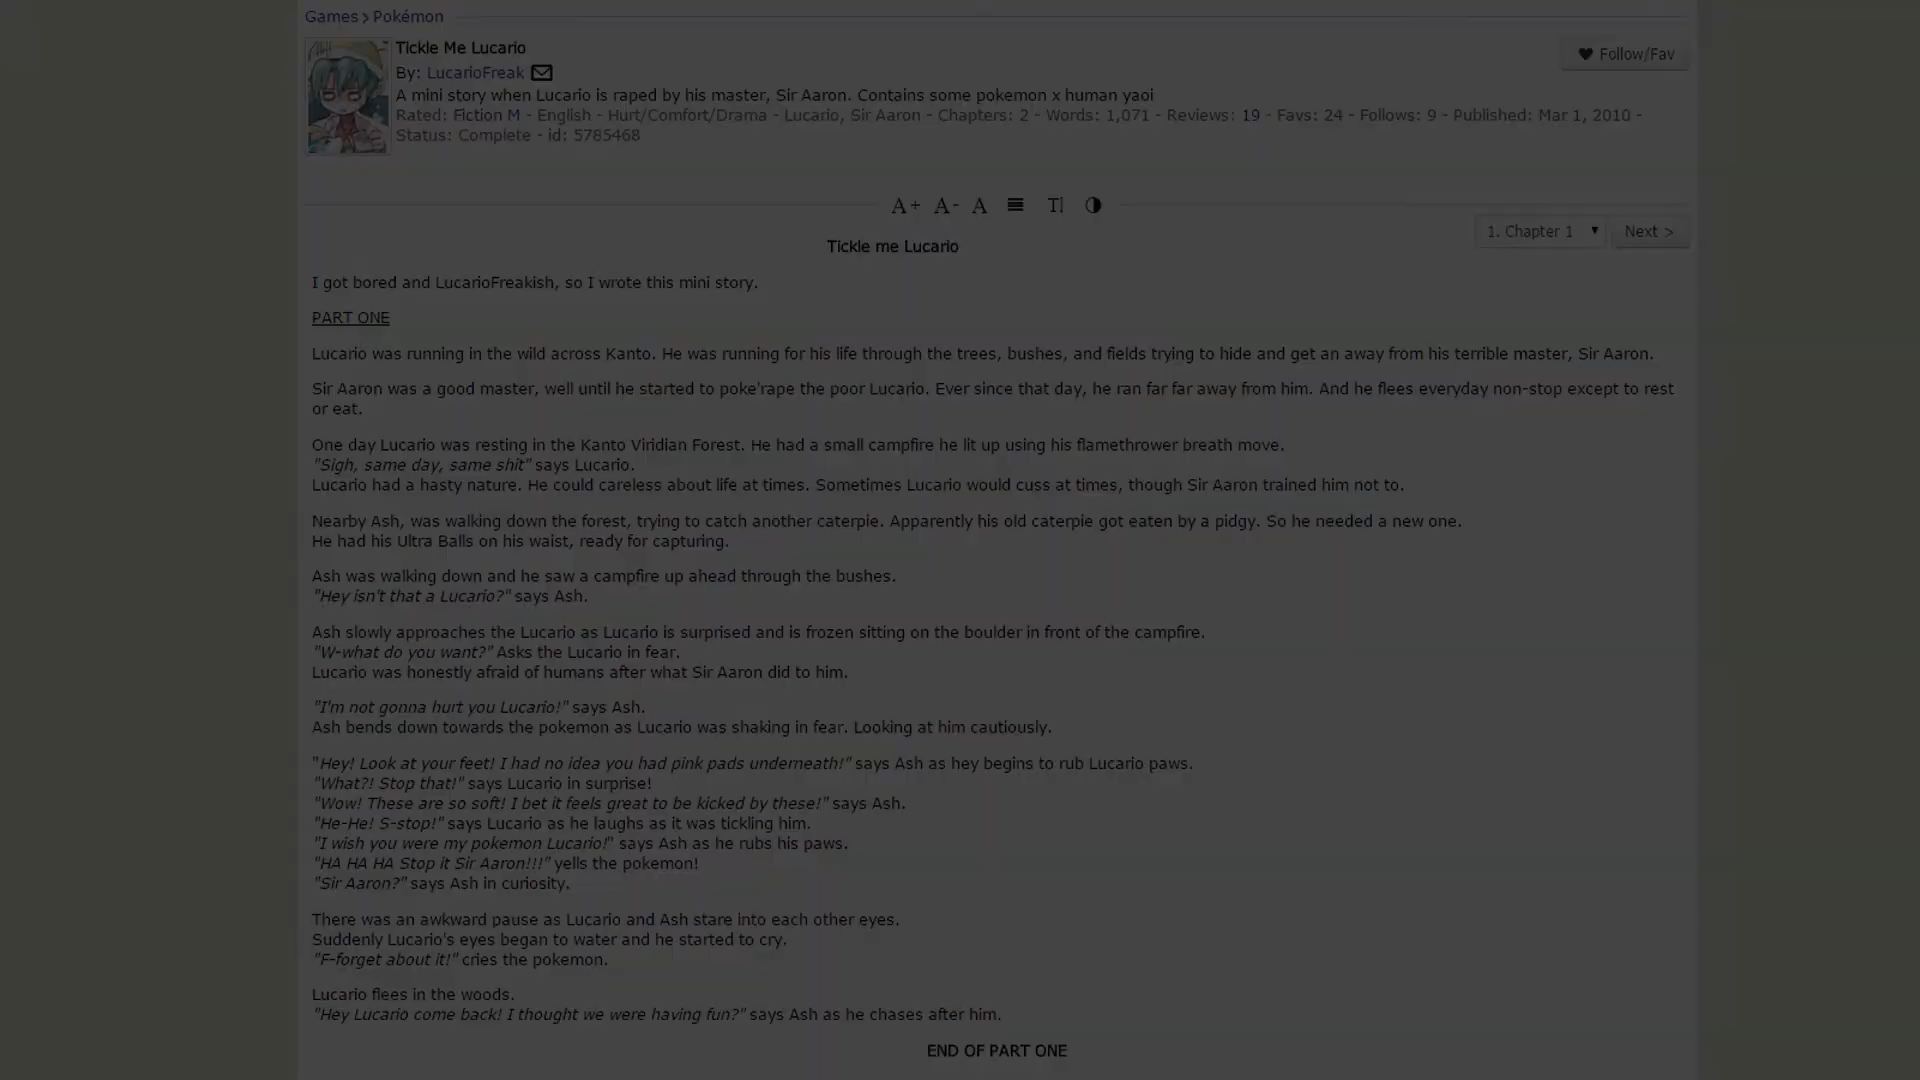 Games > Pokémon
Tickle Me Lucario
Follow/Fav
By: LucarioFreak
A mini story when Lucario is raped by his master, Sir Aaron. Contains some pokemon x human yaoi
Rated: Fiction M - English - Hurt/Comfort/Drama - Lucario, Sir Aaron - Chapters: 2 - Words: 1,071 - Reviews: 19 - Favs: 24 - Follows: 9 - Published: Mar 1, 2010 -
Status: Complete - id: 5785468
A+ A- A T|
1. Chapter 1 Next >
Tickle me Lucario
I got bored and LucarioFreakish, so I wrote this mini story.
PART ONE
Lucario was running in the wild across Kanto. He was running for his life through the trees, bushes, and fields trying to hide and get an away from his terrible master, Sir Aaron.
Sir Aaron was a good master, well until he started to poke'rape the poor Lucario. Ever since that day, he ran far far away from him. And he flees everyday non-stop except to rest
or eat.
One day Lucario was resting in the Kanto Viridian Forest. He had a small campfire he lit up using his flamethrower breath move.
"Sigh, same day, same shit" says Lucario.
Lucario had a hasty nature. He could careless about life at times. Sometimes Lucario would cuss at times, though Sir Aaron trained him not to.
Nearby Ash, was walking down the forest, trying to catch another caterpie. Apparently his old caterpie got eaten by a pidgy. So he needed a new one.
He had his Ultra Balls on his waist, ready for capturing.
Ash was walking down and he saw a campfire up ahead through the bushes.
"Hey isn't that a Lucario?" says Ash.
Ash slowly approaches the Lucario as Lucario is surprised and is frozen sitting on the boulder in front of the campfire.
"W-what do you want?" Asks the Lucario in fear.
Lucario was honestly afraid of humans after what Sir Aaron did to him.
"I'm not gonna hurt you Lucario!" says Ash.
Ash bends down towards the pokemon as Lucario was shaking in fear. Looking at him cautiously.
"Hey! Look at your feet! I had no idea you had pink pads underneath!" says Ash as hey begins to rub Lucario paws.
"What?! Stop that!" says Lucario in surprise!
"Wow! These are so soft! I bet it feels great to be kicked by these!" says Ash.
"He-He! S-stop!" says Lucario as he laughs as it was tickling him.
"I wish you were my pokemon Lucario!" says Ash as he rubs his paws.
"HA HA HA Stop it Sir Aaron!!!" yells the pokemon!
"Sir Aaron?" says Ash in curiosity.
There was an awkward pause as Lucario and Ash stare into each other eyes.
Suddenly Lucario's eyes began to water and he started to cry.
"F-forget about it!" cries the pokemon.
Lucario flees in the woods.
"Hey Lucario come back! I thought we were having fun?" says Ash as he chases after him.
END OF PART ONE